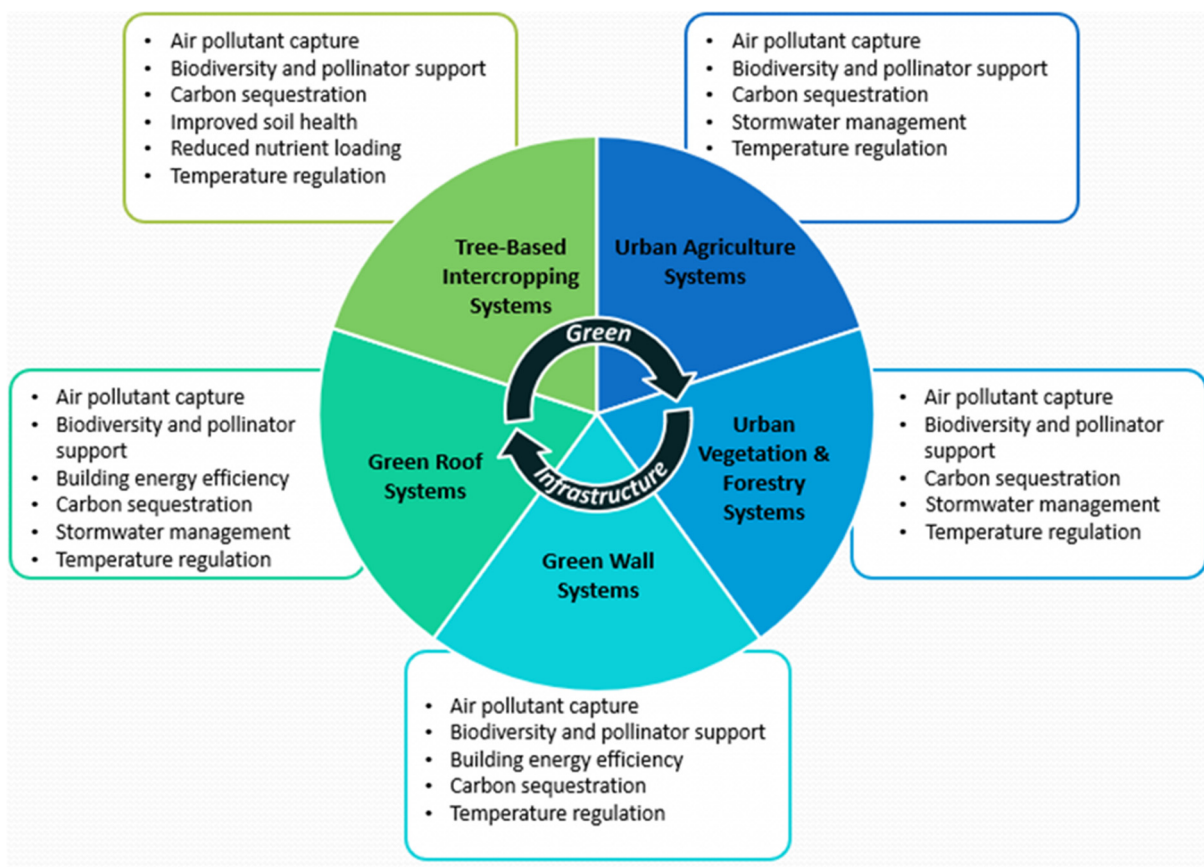 • Air pollutant capture
• Biodiversity and pollinator support
• Carbon sequestration
• Improved soil health
• Reduced nutrient loading
• Temperature regulation
• Air pollutant capture
• Biodiversity and pollinator support
• Carbon sequestration
• Stormwater management
• Temperature regulation
Tree-Based
Intercropping
Systems
Urban Agriculture
Systems
Green
Infrastructure
• Air pollutant capture
• Biodiversity and pollinator
support
• Building energy efficiency
• Carbon sequestration
• Stormwater management
• Temperature regulation
Green Roof
Systems
Urban
Vegetation &
Forestry
Systems
• Air pollutant capture
• Biodiversity and pollinator
support
• Carbon sequestration
• Stormwater management
• Temperature regulation
Green Wall
Systems
• Air pollutant capture
• Biodiversity and pollinator support
• Building energy efficiency
• Carbon sequestration
• Temperature regulation